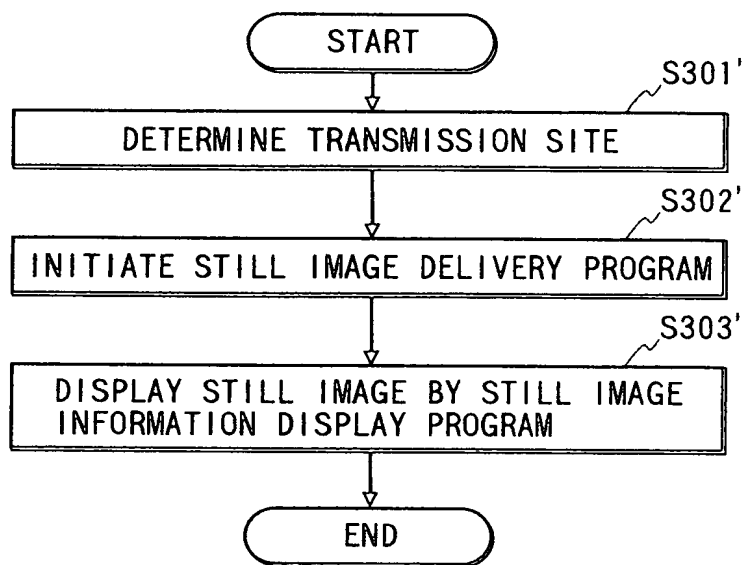 START
S301'
DETERMINE TRANSMISSION SITE
S302'
INITIATE STILL IMAGE DELIVERY PROGRAM
S303'
DISPLAY STILL IMAGE BY STILL IMAGE
INFORMATION DISPLAY PROGRAM
END